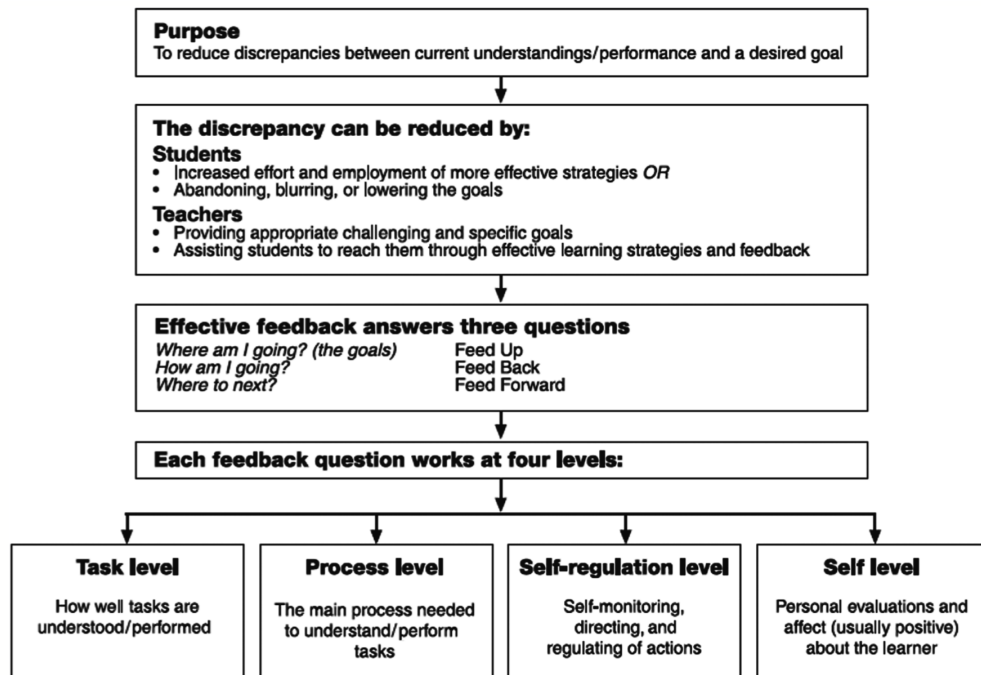 Purpose
To reduce discrepancies between current understandings/performance and a desired goal
The discrepancy can be reduced by:
Students
• Increased effort and employment of more effective strategies OR
• Abandoning, blurring, or lowering the goals
Teachers
• Providing appropriate challenging and specific goals
• Assisting students to reach them through effective learning strategies and feedback
Effective feedback answers three questions
Where am I going? (the goals) Feed Up
How am I going? Feed Back
Where to next? Feed Forward
Each feedback question works at four levels:
Task level
How well tasks are
understood/performed
Process level
The main process needed
to understand/perform
tasks
Self-regulation level
Self-monitoring,
directing, and
regulating of actions
Self level
Personal evaluations and
affect (usually positive)
about the learner